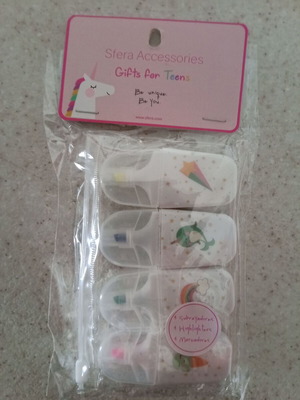 Sfera Accessories
Gifts for Teens
Be unique
Be you
4 Subrayadores
4 Highlighters
4 Marcadores